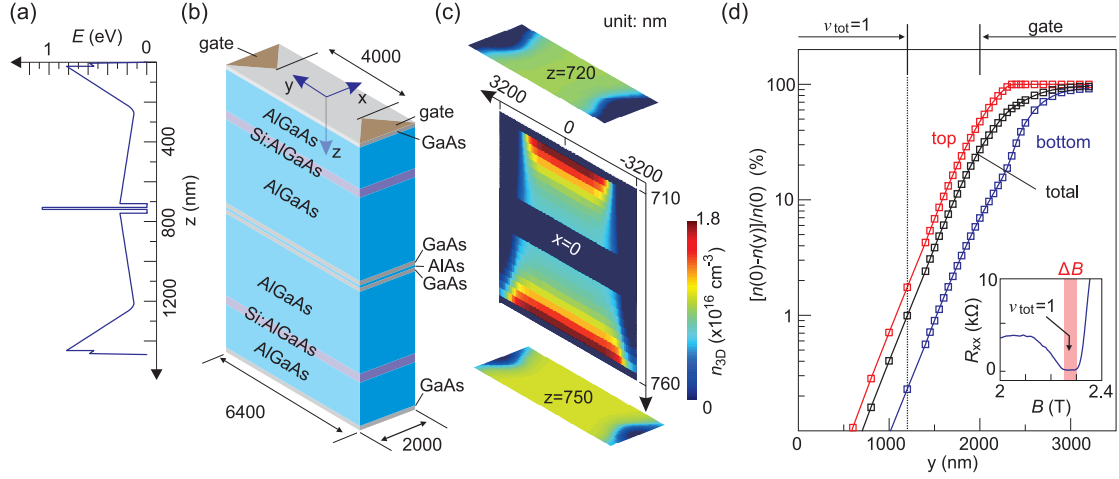 (a)
E (eV)
1
0
400
800
1200
z (nm)
(b)
gate
4000
y
x
z
gate
GaAs
AlGaAs
Si:AlGaAs
AlGaAs
GaAs
AlAs
GaAs
AlGaAs
Si:AlGaAs
AlGaAs
GaAs
6400
2000
(c)
unit: nm
z=720
3200
0
-3200
710
x=0
760
z=750
1.8
0
n3D (x10¹⁶ cm⁻³)
(d)
νtot=1
gate
100
10
1
[n(0)-n(y)]/n(0) (%)
top
bottom
total
ΔB
10
0
Rxx (kΩ)
νtot=1
2
2.4
B (T)
0
1000
2000
3000
y (nm)